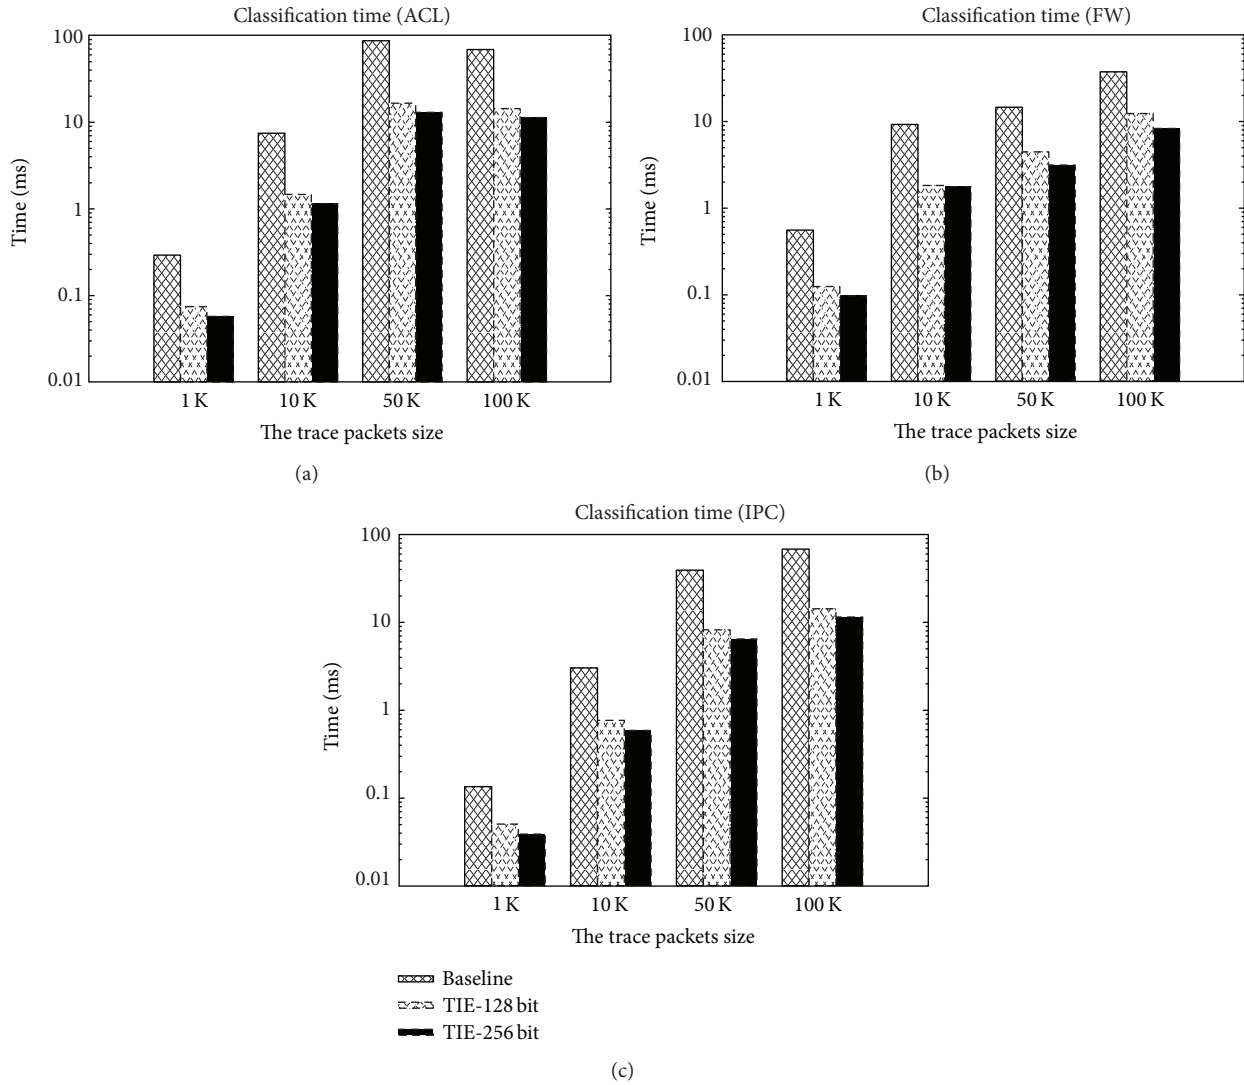 Classification time (ACL)
100
10
1
0.1
0.01
Time (ms)
1 K 10 K 50 K 100 K
The trace packets size
(a)
Classification time (FW)
100
10
1
0.1
0.01
Time (ms)
1 K 10 K 50 K 100 K
The trace packets size
(b)
Classification time (IPC)
100
10
1
0.1
0.01
Time (ms)
1 K 10 K 50 K 100 K
The trace packets size
Baseline
TIE-128 bit
TIE-256 bit
(c)